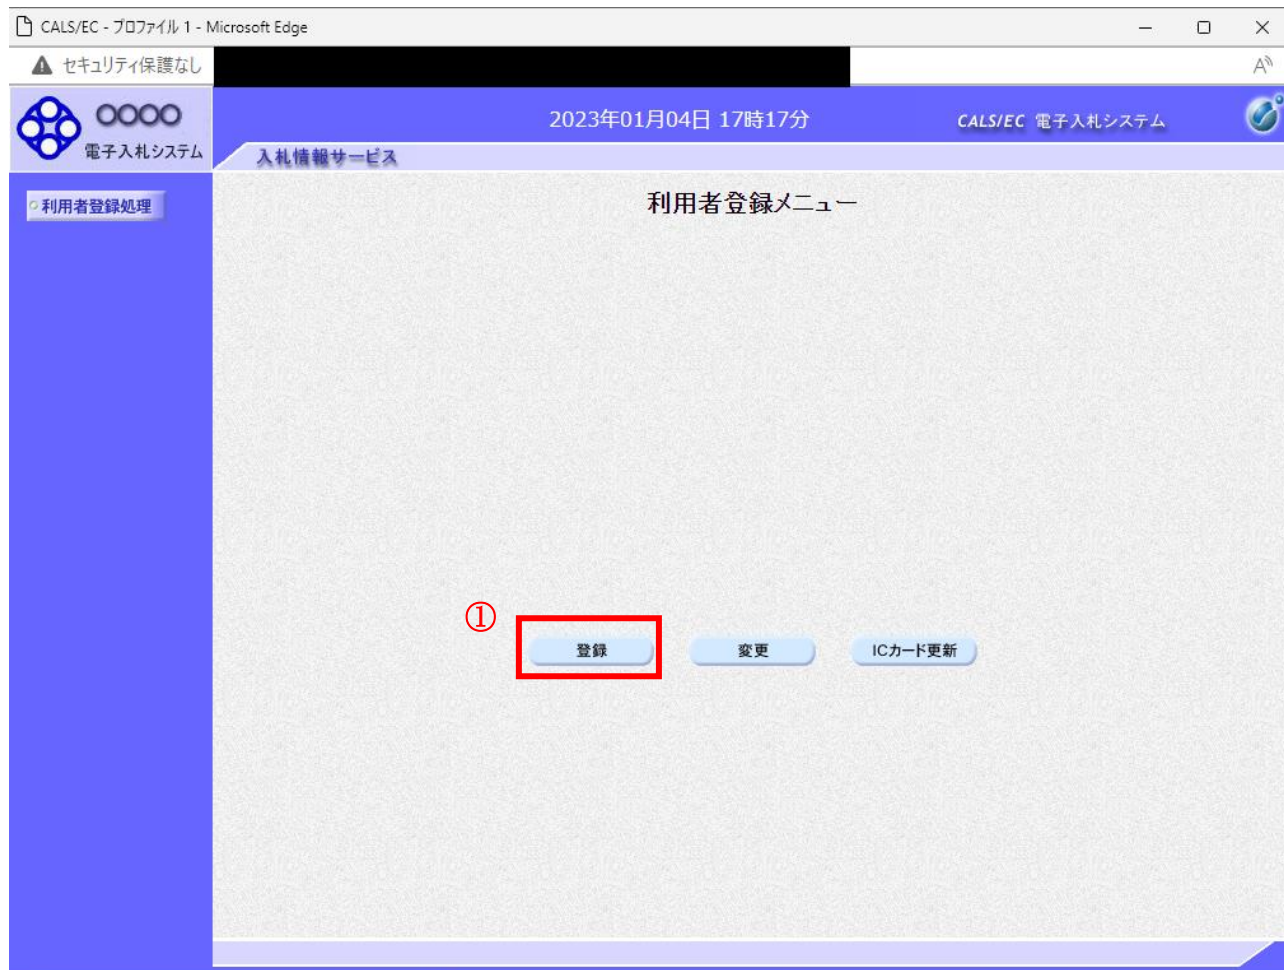 CALS/EC - プロファイル 1 - Microsoft Edge
セキュリティ保護なし
A
〇〇〇〇
電子入札システム
2023年01月04日 17時17分
CALS/EC 電子入札システム
入札情報サービス
利用者登録処理
利用者登録メニュー
①
登録
変更
ICカード更新